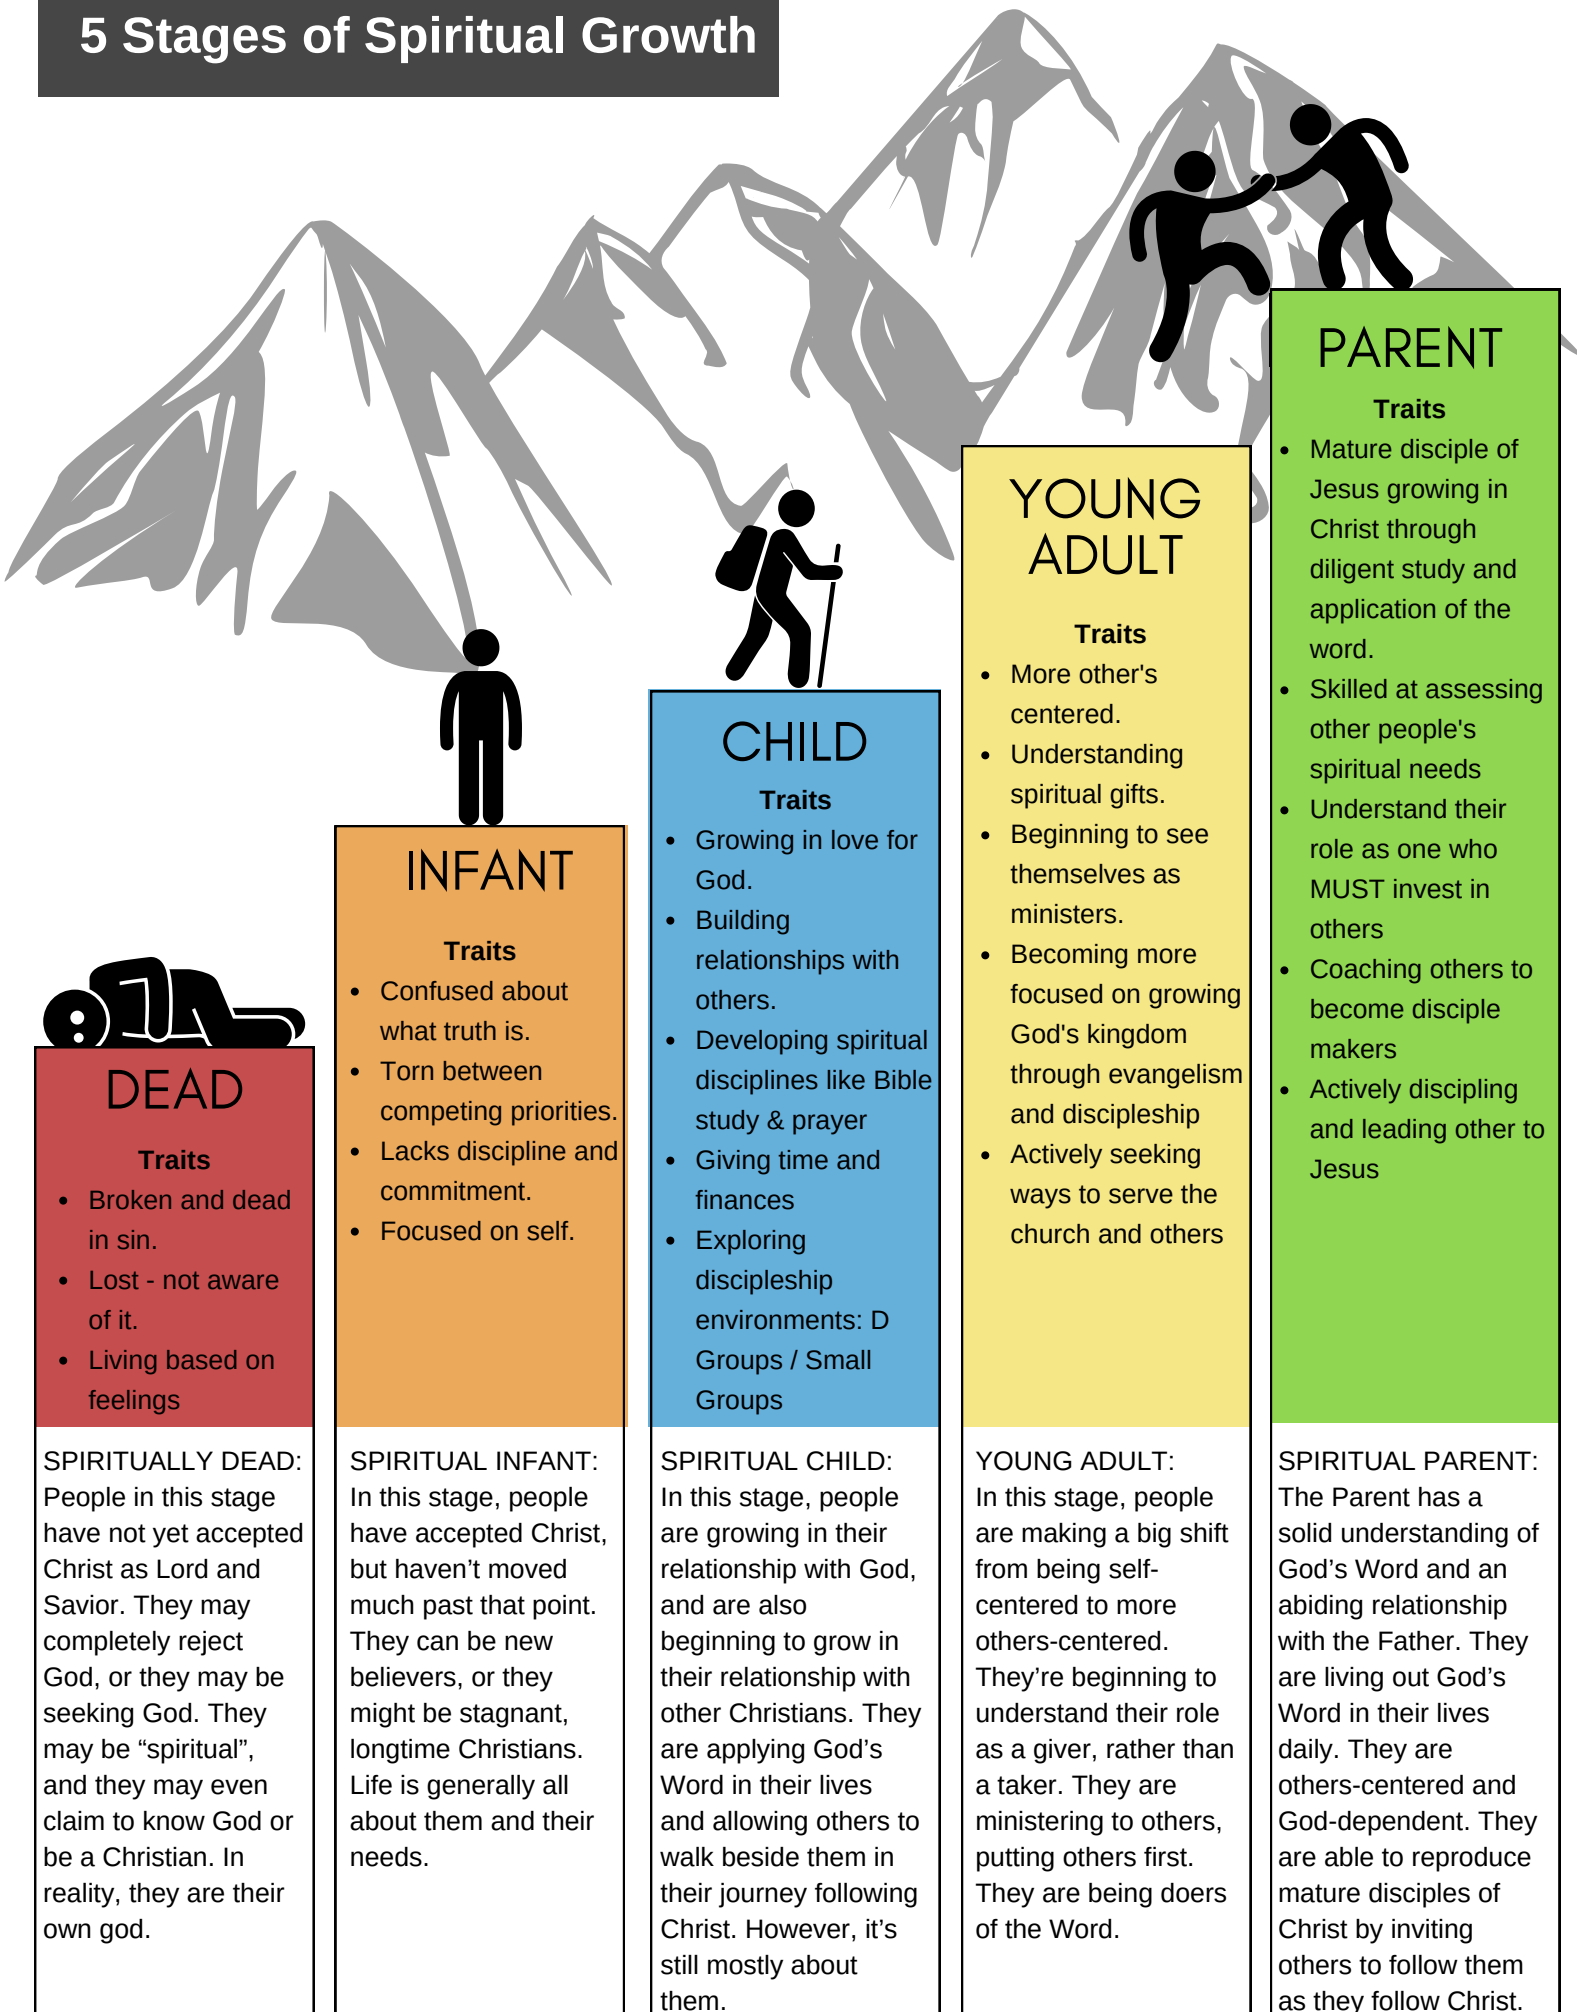 5 Stages of Spiritual Growth
DEAD
Traits
• Broken and dead
in sin.
• Lost - not aware
of it.
• Living based on
feelings
SPIRITUALLY DEAD:
People in this stage
have not yet accepted
Christ as Lord and
Savior. They may
completely reject
God, or they may be
seeking God. They
may be “spiritual”,
and they may even
claim to know God or
be a Christian. In
reality, they are their
own god.
INFANT
Traits
• Confused about
what truth is.
• Torn between
competing priorities.
• Lacks discipline and
commitment.
• Focused on self.
SPIRITUAL INFANT:
In this stage, people
have accepted Christ,
but haven’t moved
much past that point.
They can be new
believers, or they
might be stagnant,
longtime Christians.
Life is generally all
about them and their
needs.
CHILD
Traits
• Growing in love for
God.
• Building
relationships with
others.
• Developing spiritual
disciplines like Bible
study & prayer
• Giving time and
finances
• Exploring
discipleship
environments: D
Groups / Small
Groups
SPIRITUAL CHILD:
In this stage, people
are growing in their
relationship with God,
and are also
beginning to grow in
their relationship with
other Christians. They
are applying God’s
Word in their lives
and allowing others to
walk beside them in
their journey following
Christ. However, it’s
still mostly about
them.
YOUNG
ADULT
Traits
• More other's
centered.
• Understanding
spiritual gifts.
• Beginning to see
themselves as
ministers.
• Becoming more
focused on growing
God's kingdom
through evangelism
and discipleship
• Actively seeking
ways to serve the
church and others
YOUNG ADULT:
In this stage, people
are making a big shift
from being self-
centered to more
others-centered.
They’re beginning to
understand their role
as a giver, rather than
a taker. They are
ministering to others,
putting others first.
They are being doers
of the Word.
PARENT
Traits
• Mature disciple of
Jesus growing in
Christ through
diligent study and
application of the
word.
• Skilled at assessing
other people's
spiritual needs
• Understand their
role as one who
MUST invest in
others
• Coaching others to
become disciple
makers
• Actively discipling
and leading other to
Jesus
SPIRITUAL PARENT:
The Parent has a
solid understanding of
God’s Word and an
abiding relationship
with the Father. They
are living out God’s
Word in their lives
daily. They are
others-centered and
God-dependent. They
are able to reproduce
mature disciples of
Christ by inviting
others to follow them
as they follow Christ.